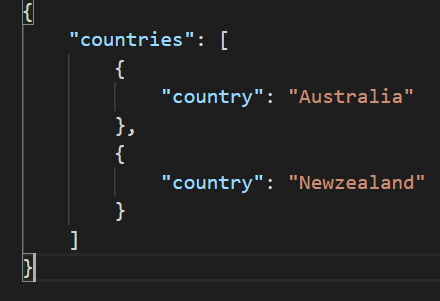 {
    "countries": [
        {
            "country": "Australia"
        },
        {
            "country": "Newzealand"
        }
    ]
}